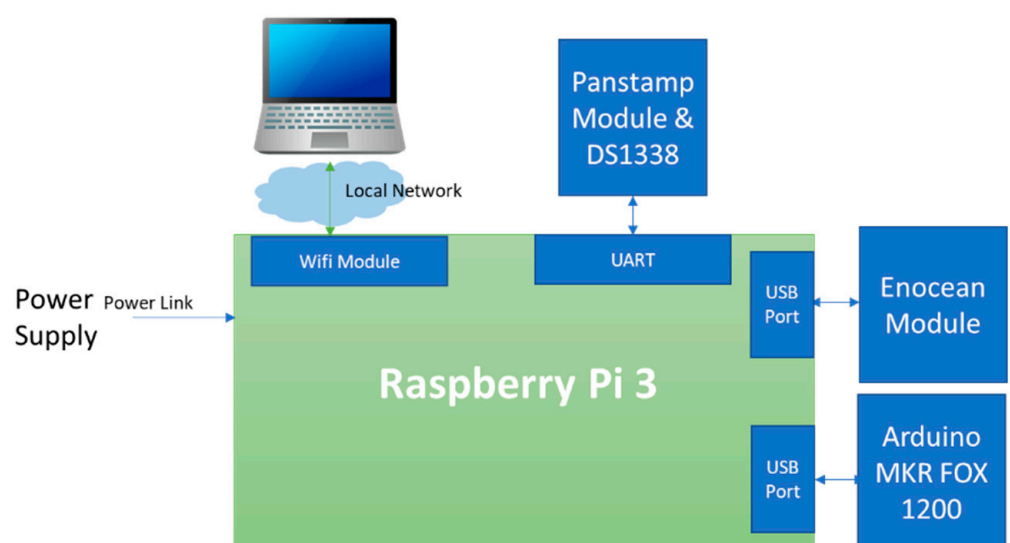 Panstamp
Module &
DS1338
Local Network
Wifi Module
UART
USB
Port
Enocean
Module
Power
Supply
Power Link
Raspberry Pi 3
USB
Port
Arduino
MKR FOX
1200